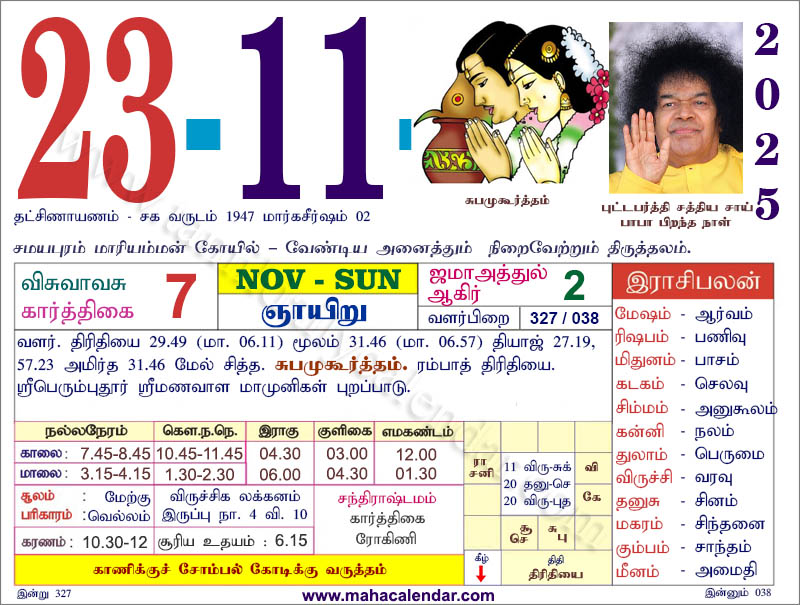 23-11-
2025
சுபமுகூர்த்தம்
புட்டபர்த்தி சத்திய சாய்
பாபா பிறந்த நாள்
தட்சிணாயணம் - சக வருடம் 1947 மார்கசீர்ஷம் 02
சமயபுரம் மாரியம்மன் கோயில் – வேண்டிய அனைத்தும் நிறைவேற்றும் திருத்தலம்.
விசுவாவசு
கார்த்திகை
7
NOV - SUN
ஞாயிறு
ஜமாஅத்துல்
ஆகிர்
2
வளர்பிறை 327 / 038
வளர். திரிதியை 29.49 (மா. 06.11) மூலம் 31.46 (மா. 06.57) தியாஜ் 27.19,
57.23 அமிர்த 31.46 மேல் சித்த. சுபமுகூர்த்தம். ரம்பாத் திரிதியை.
ஸ்ரீபெரும்புதூர் ஸ்ரீமணவாள மாமுனிகள் புறப்பாடு.
நல்லநேரம் கௌ.ந.நெ. இராகு குளிகை எமகண்டம்
காலை: 7.45-8.45 10.45-11.45 04.30 03.00 12.00
மாலை: 3.15-4.15 1.30-2.30 06.00 04.30 01.30
சூலம் : மேற்கு
பரிகாரம் :வெல்லம்
விருச்சிக லக்கனம்
இருப்பு நா. 4 வி. 10
சந்திராஷ்டமம்
கார்த்திகை
ரோகிணி
கரணம்: 10.30-12 சூரிய உதயம் : 6.15
காணிக்குச் சோம்பல் கோடிக்கு வருத்தம்
ரா
சனி
11 விரு-சுக்
20 தனு-செ
20 விரு-புத
வி
கே
சூ
செ
சு
பு
கீழ்
திதி
திரிதியை
இராசிபலன்
மேஷம் - ஆர்வம்
ரிஷபம் - பணிவு
மிதுனம் - பாசம்
கடகம் - செலவு
சிம்மம் - அனுகூலம்
கன்னி - நலம்
துலாம் - பெருமை
விருச்சி - வரவு
தனுசு - சினம்
மகரம் - சிந்தனை
கும்பம் - சாந்தம்
மீனம் - அமைதி
இன்று 327
www.mahacalendar.com
இன்னும் 038